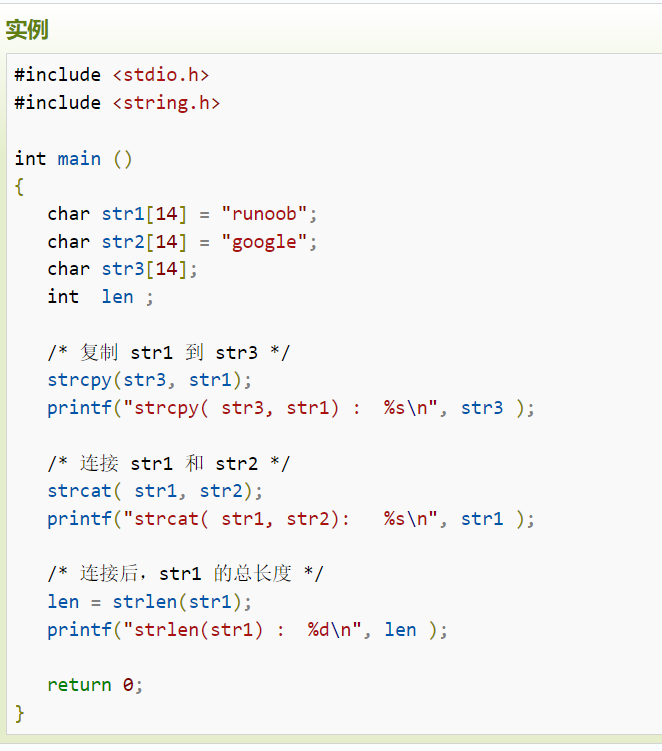 实例
#include <stdio.h>
#include <string.h>

int main ()
{
   char str1[14] = "runoob";
   char str2[14] = "google";
   char str3[14];
   int  len ;

   /* 复制 str1 到 str3 */
   strcpy(str3, str1);
   printf("strcpy( str3, str1) :  %s\n", str3 );

   /* 连接 str1 和 str2 */
   strcat( str1, str2);
   printf("strcat( str1, str2):   %s\n", str1 );

   /* 连接后，str1 的总长度 */
   len = strlen(str1);
   printf("strlen(str1) :  %d\n", len );

   return 0;
}